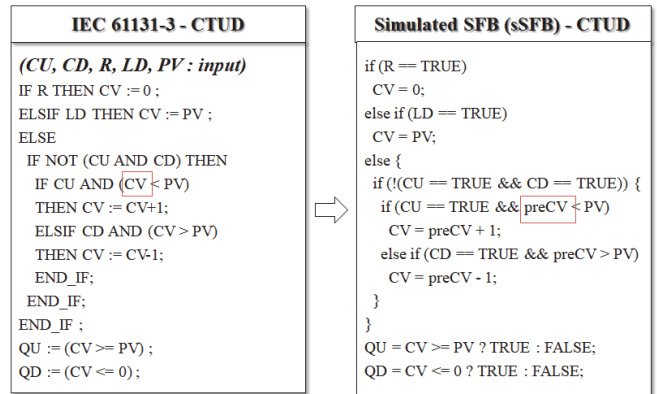 IEC 61131-3 - CTUD
(CU, CD, R, LD, PV : input)
IF R THEN CV := 0 ;
ELSIF LD THEN CV := PV ;
ELSE
IF NOT (CU AND CD) THEN
IF CU AND (CV < PV)
THEN CV := CV+1;
ELSIF CD AND (CV > PV)
THEN CV := CV-1;
END_IF;
END_IF;
END_IF ;
QU := (CV >= PV) ;
QD := (CV <= 0) ;
Simulated SFB (sSFB) - CTUD
if (R == TRUE)
CV = 0;
else if (LD == TRUE)
CV = PV;
else {
if (!(CU == TRUE && CD == TRUE)) {
if (CU == TRUE && preCV < PV)
CV = preCV + 1;
else if (CD == TRUE && preCV > PV)
CV = preCV - 1;
}
}
QU = CV >= PV ? TRUE : FALSE;
QD = CV <= 0 ? TRUE : FALSE;